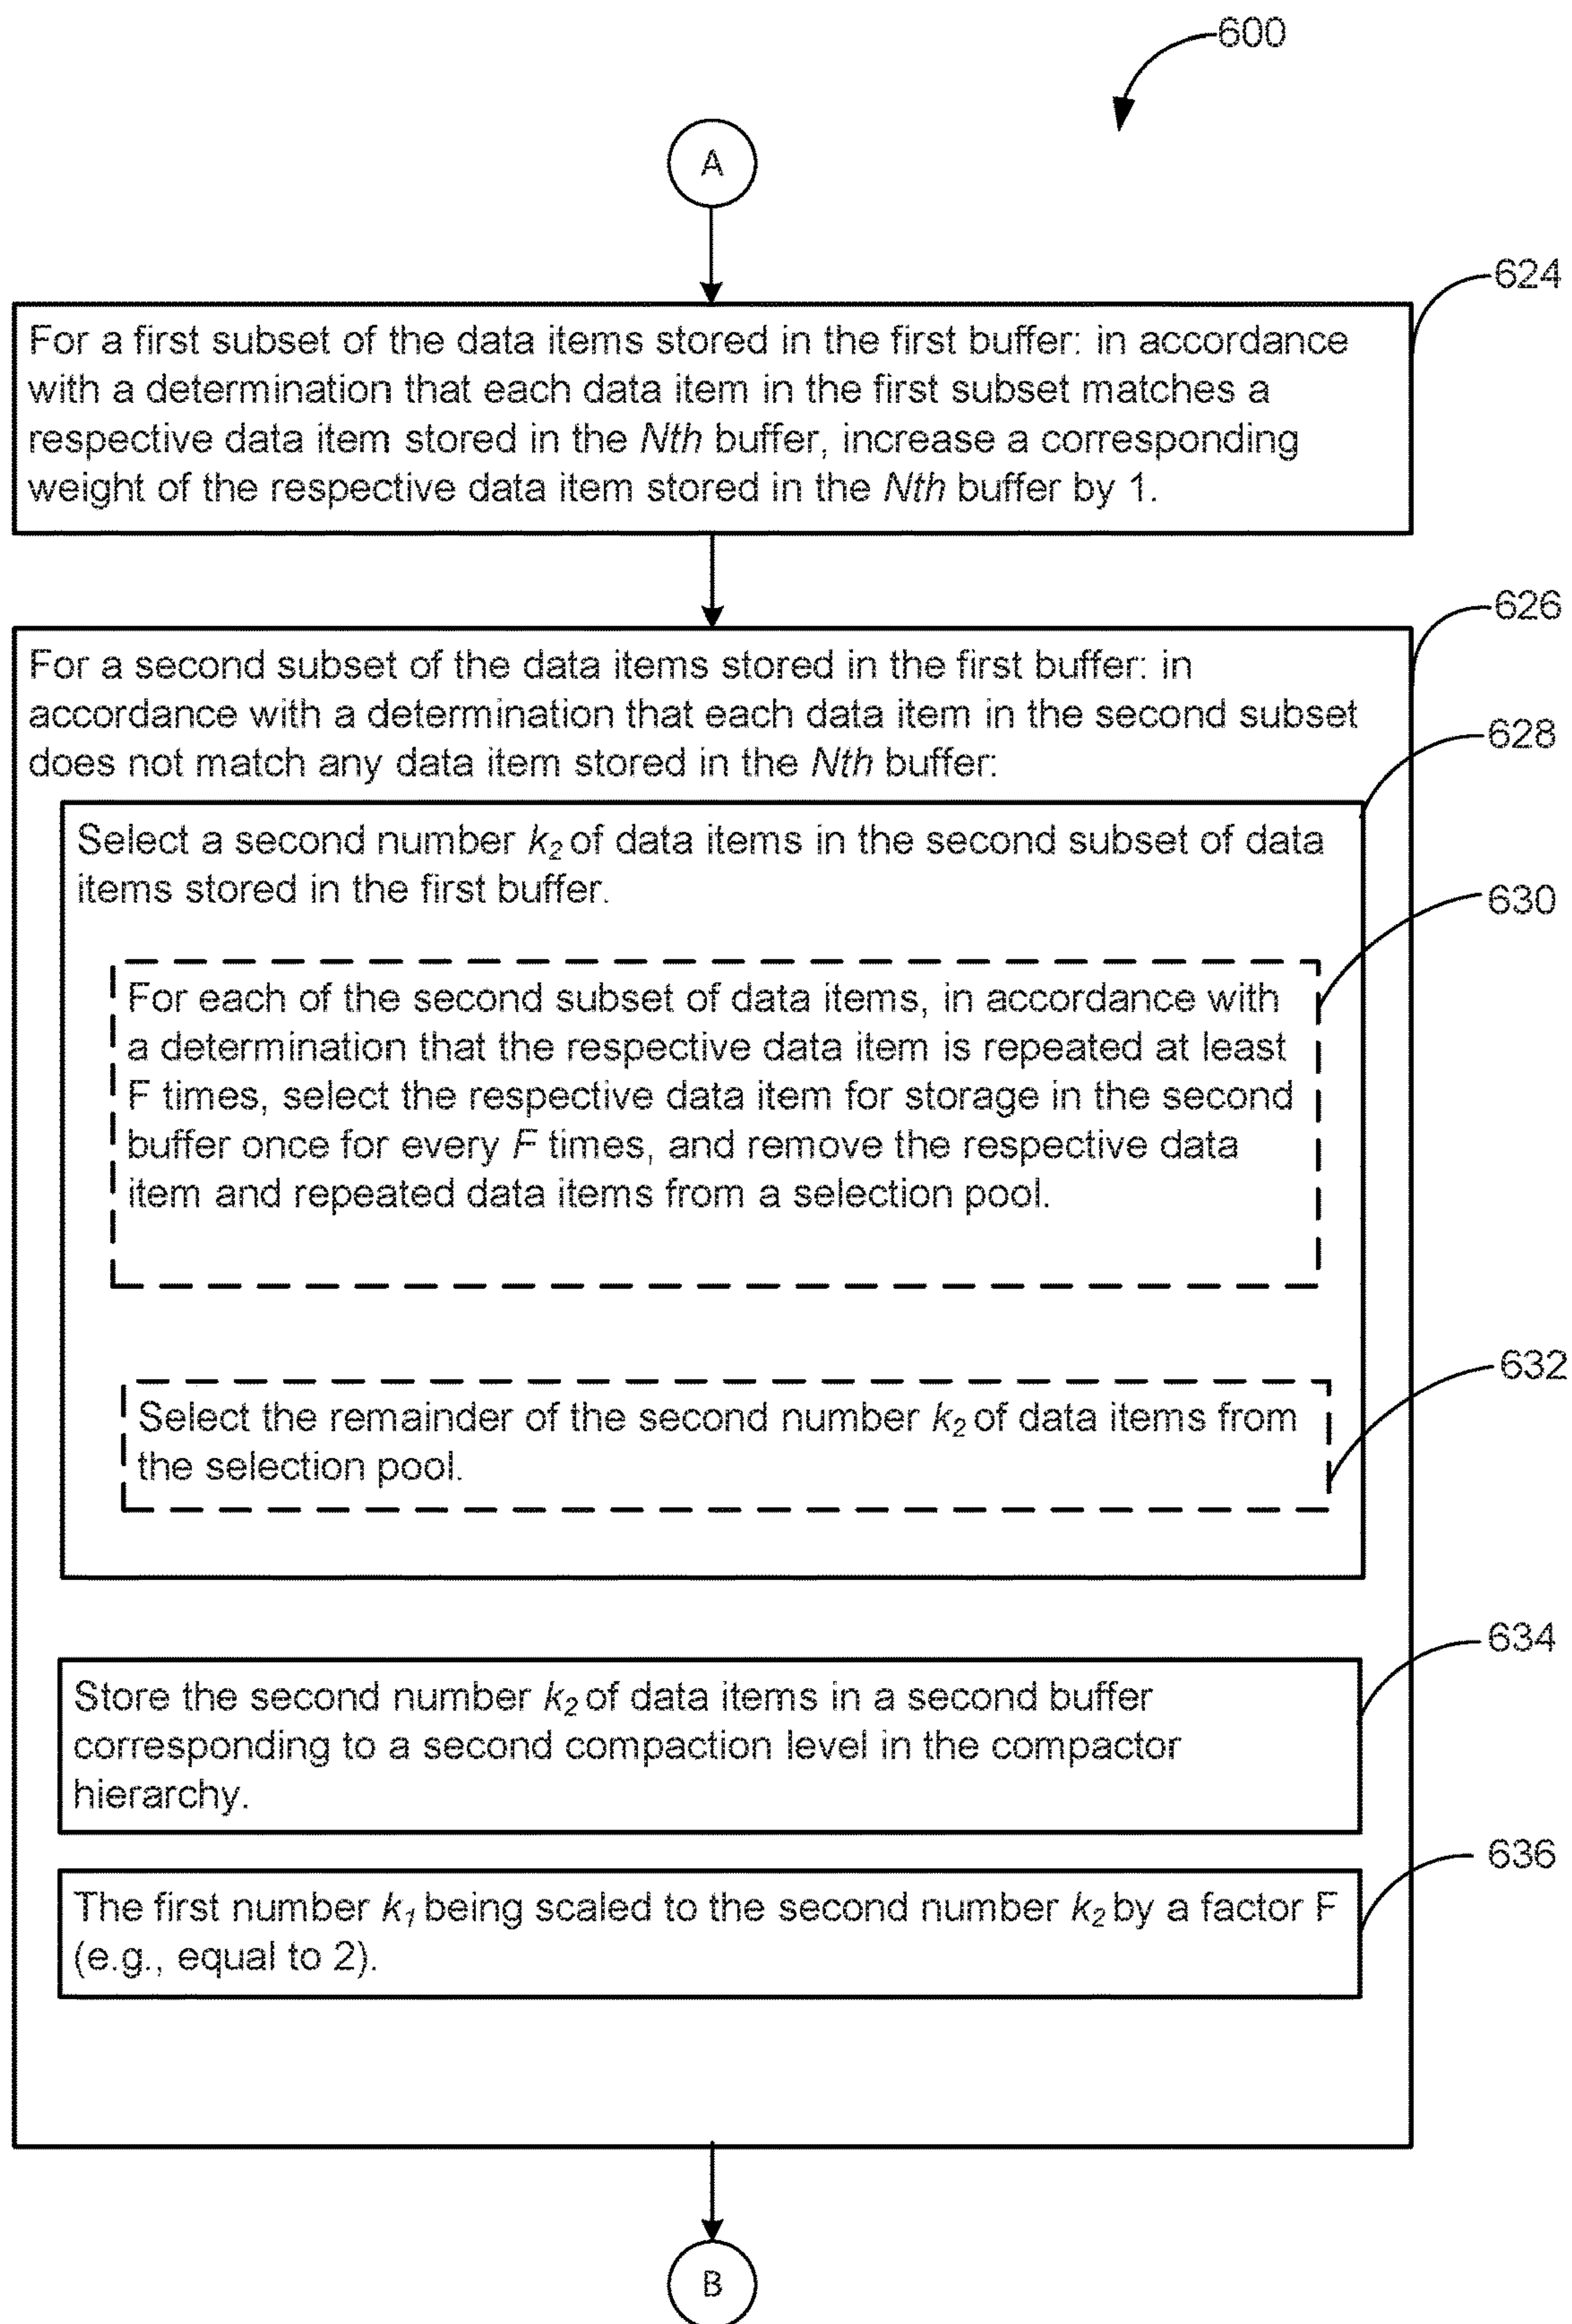 600
A
624
For a first subset of the data items stored in the first buffer: in accordance
with a determination that each data item in the first subset matches a
respective data item stored in the Nth buffer, increase a corresponding
weight of the respective data item stored in the Nth buffer by 1.
626
For a second subset of the data items stored in the first buffer: in
accordance with a determination that each data item in the second subset
does not match any data item stored in the Nth buffer:
628
Select a second number k2 of data items in the second subset of data
items stored in the first buffer.
630
For each of the second subset of data items, in accordance with
a determination that the respective data item is repeated at least
F times, select the respective data item for storage in the second
buffer once for every F times, and remove the respective data
item and repeated data items from a selection pool.
632
Select the remainder of the second number k2 of data items from
the selection pool.
634
Store the second number k2 of data items in a second buffer
corresponding to a second compaction level in the compactor
hierarchy.
636
The first number k1 being scaled to the second number k2 by a factor F
(e.g., equal to 2).
B